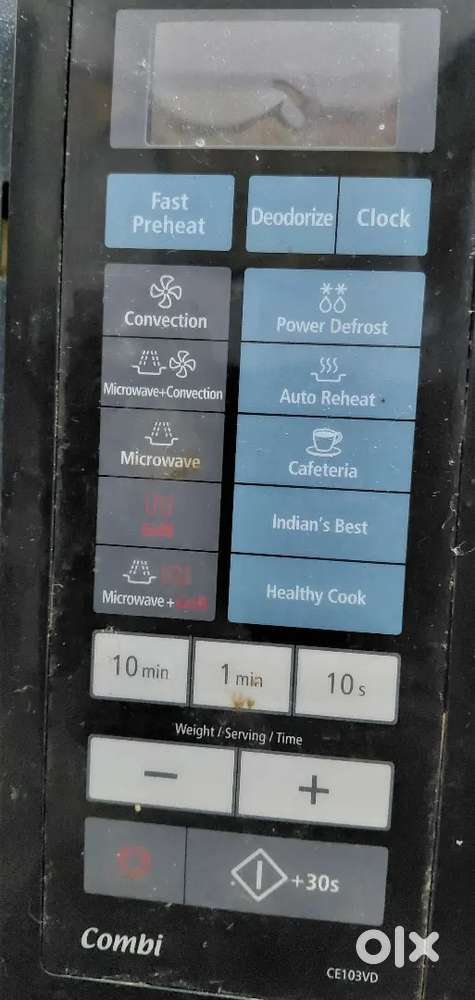 Fast
Preheat
Deodorize
Clock
Convection
Power Defrost
Microwave+Convection
Auto Reheat
Microwave
Cafeteria
Grill
Indian's Best
Microwave+Grill
Healthy Cook
10 min
1 min
10 s
Weight / Serving / Time
−
+
+30s
Combi
CE103VD
olx